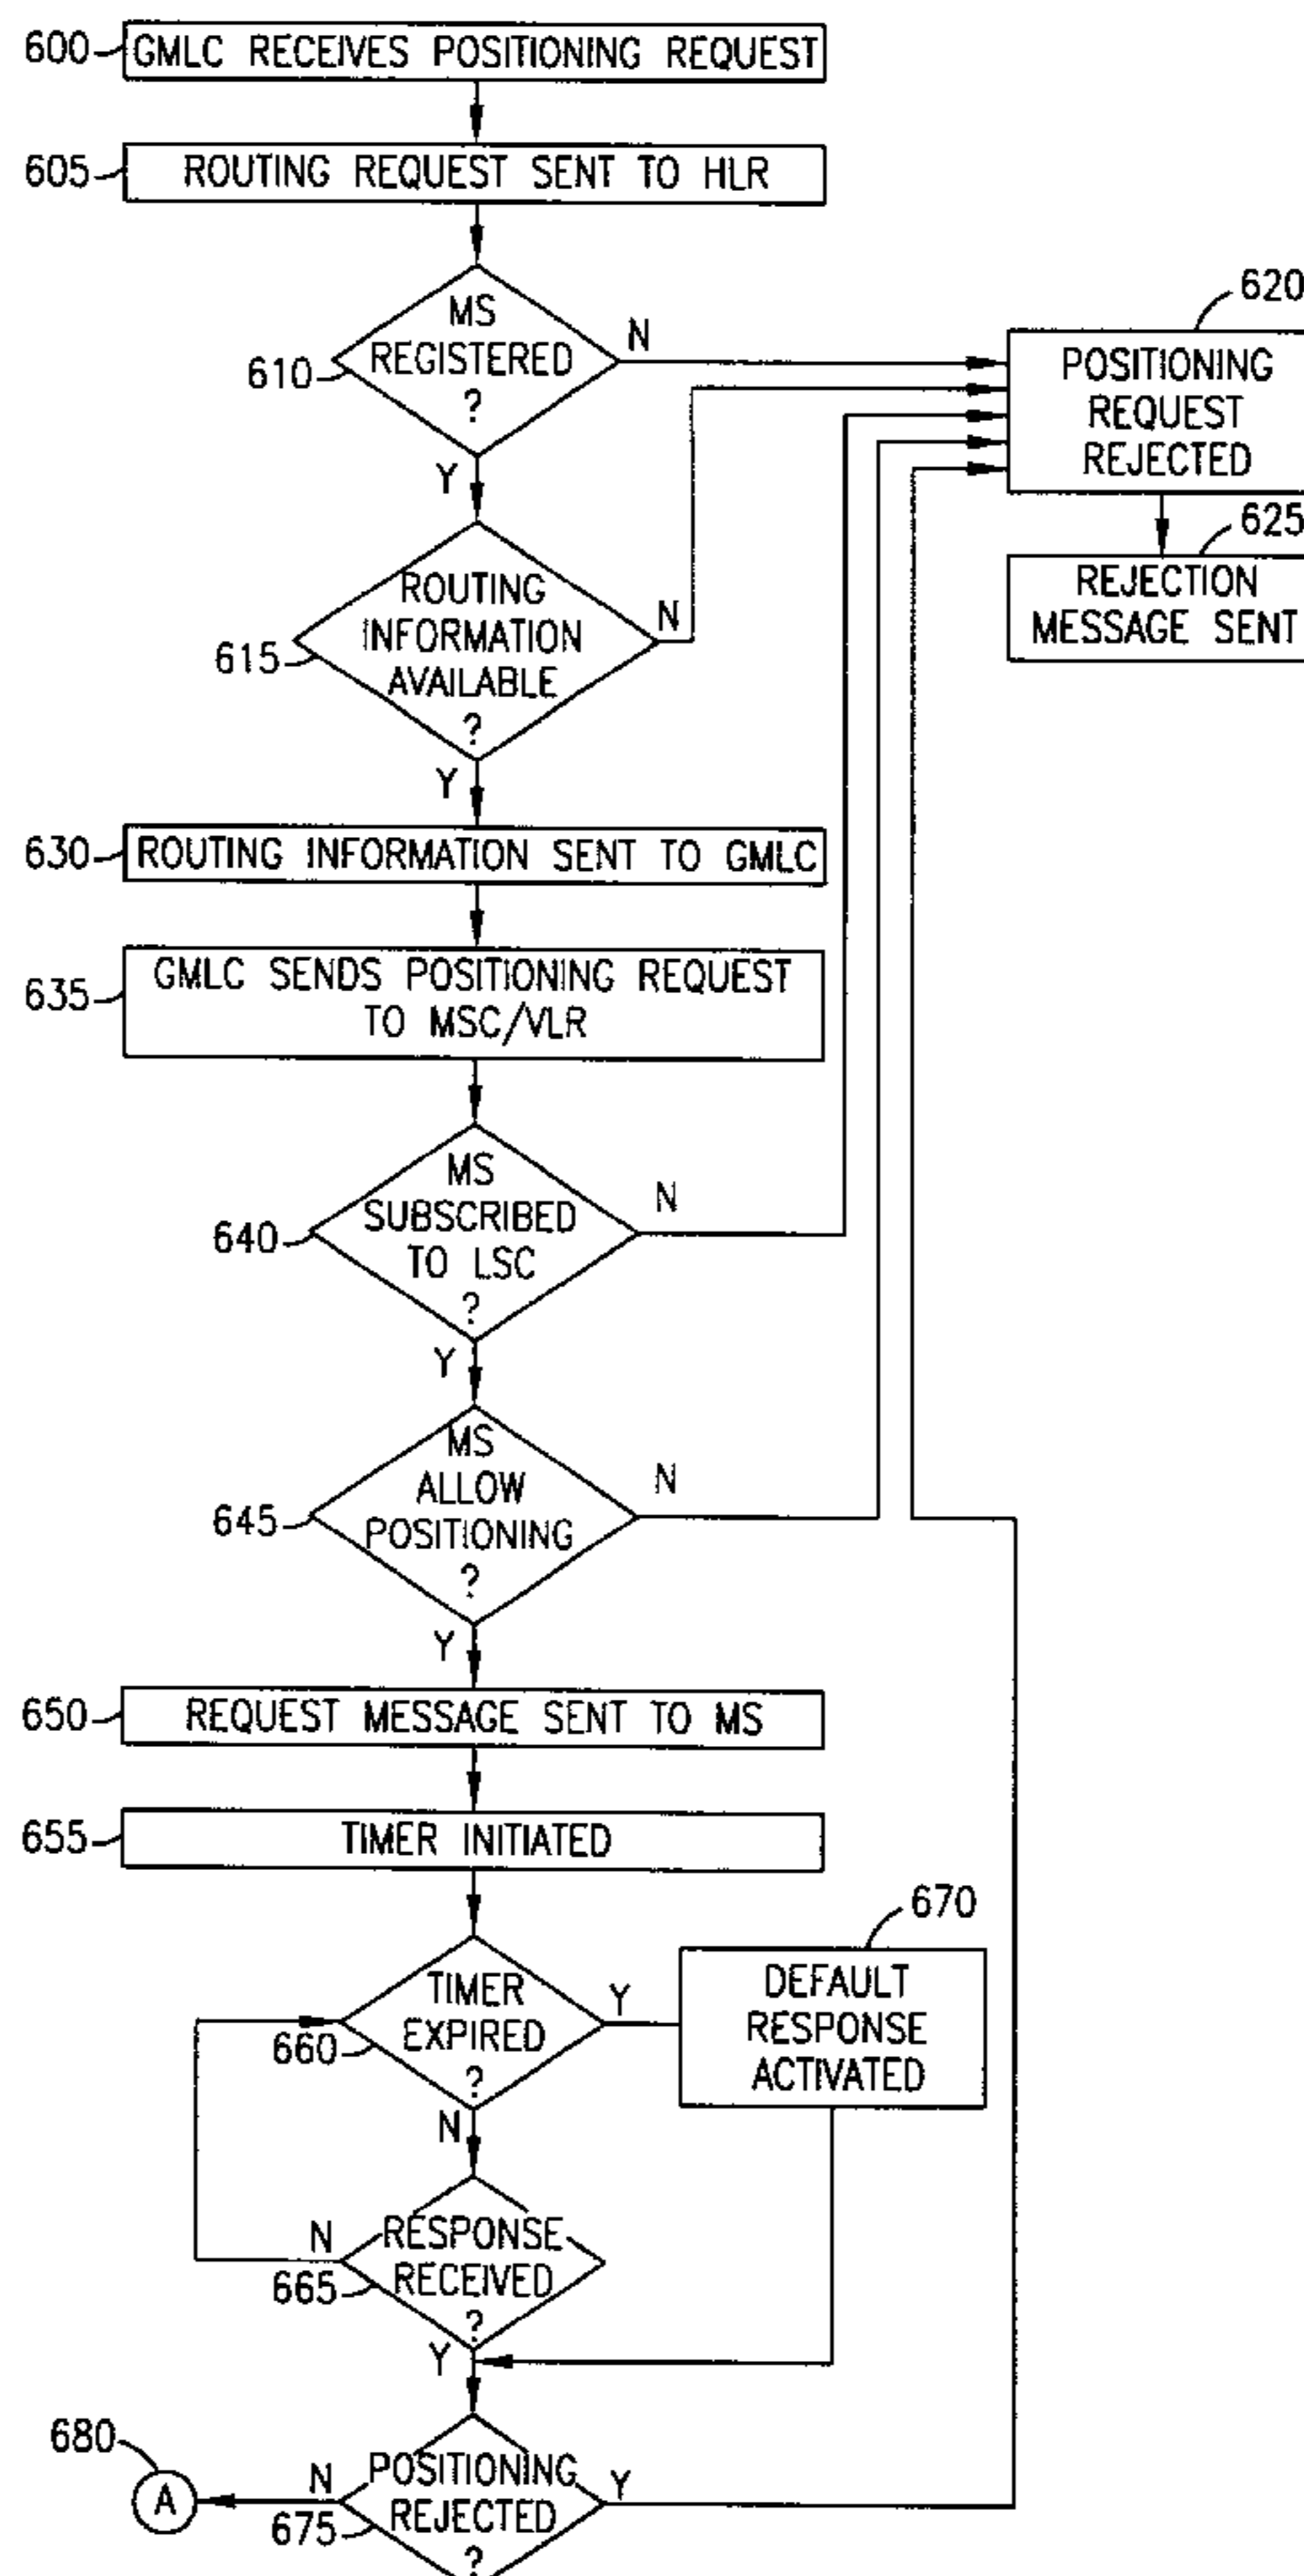 600
GMLC RECEIVES POSITIONING REQUEST
605
ROUTING REQUEST SENT TO HLR
MS
REGISTERED
?
610
N
Y
620
POSITIONING
REQUEST
REJECTED
625
REJECTION
MESSAGE SENT
ROUTING
INFORMATION
AVAILABLE
?
615
N
Y
630
ROUTING INFORMATION SENT TO GMLC
635
GMLC SENDS POSITIONING REQUEST
TO MSC/VLR
MS
SUBSCRIBED
TO LSC
?
640
N
Y
MS
ALLOW
POSITIONING
?
645
N
Y
650
REQUEST MESSAGE SENT TO MS
655
TIMER INITIATED
TIMER
EXPIRED
?
660
Y
N
670
DEFAULT
RESPONSE
ACTIVATED
RESPONSE
RECEIVED
?
665
N
Y
680
A
POSITIONING
REJECTED
?
675
N
Y